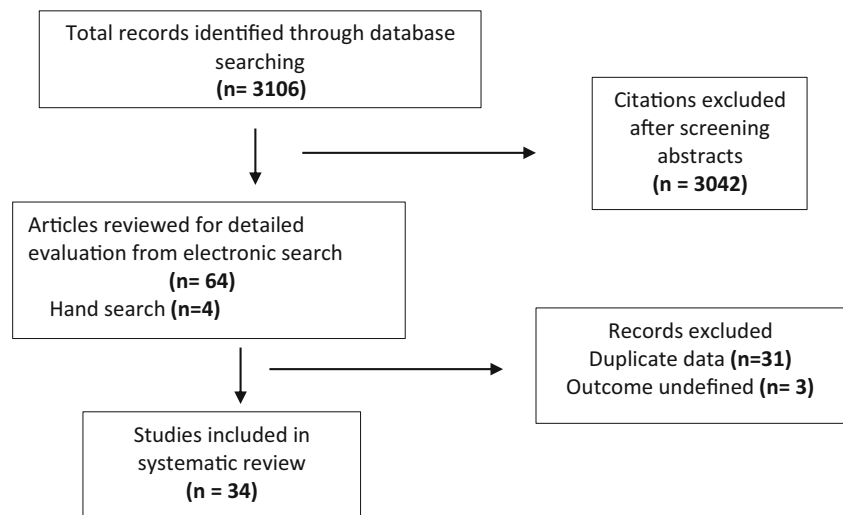 Total records identified through database
searching
(n= 3106)
Citations excluded
after screening
abstracts
(n = 3042)
Articles reviewed for detailed
evaluation from electronic search
(n= 64)
Hand search (n=4)
Records excluded
Duplicate data (n=31)
Outcome undefined (n= 3)
Studies included in
systematic review
(n = 34)